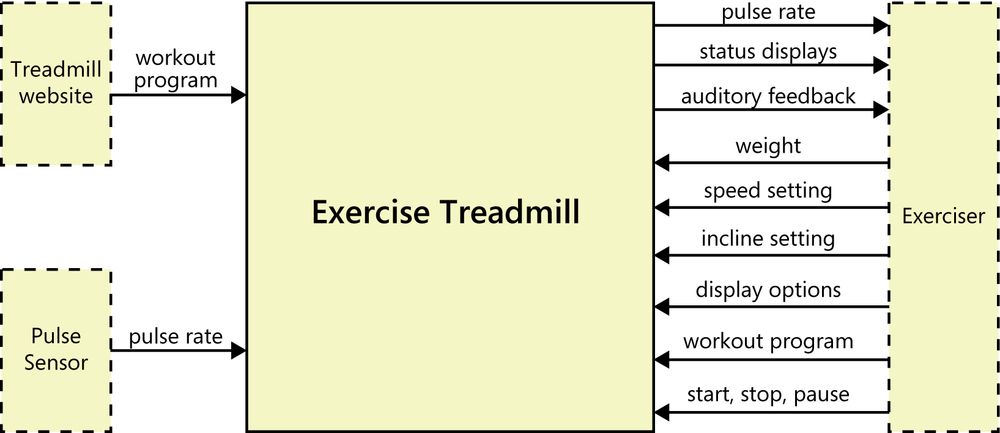 Treadmill
website
workout
program
Pulse
Sensor
pulse rate
Exercise Treadmill
pulse rate
status displays
auditory feedback
weight
speed setting
incline setting
display options
workout program
start, stop, pause
Exerciser